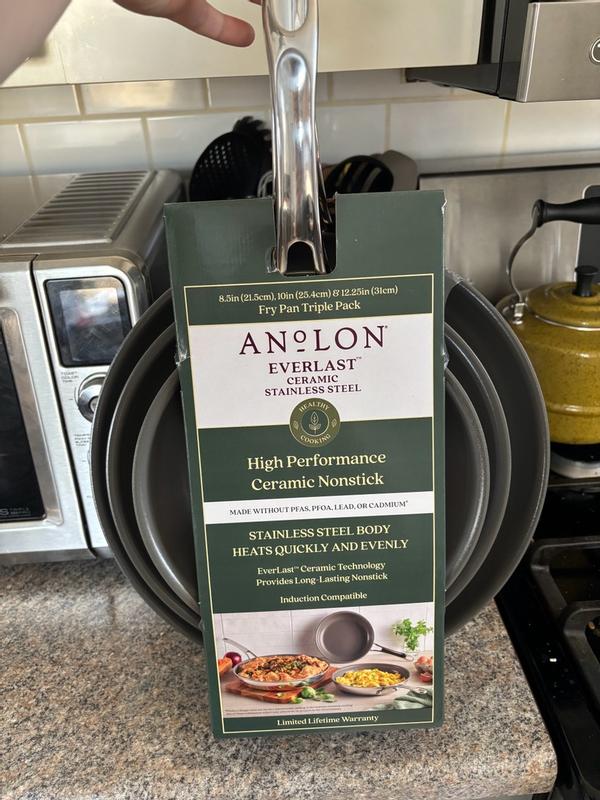 8.5in (21.5cm), 10in (25.4cm) & 12.25in (31cm)
Fry Pan Triple Pack
ANOLON®
EVERLAST™
CERAMIC
STAINLESS STEEL
HEALTHY
COOKING
High Performance
Ceramic Nonstick
MADE WITHOUT PFAS, PFOA, LEAD, OR CADMIUM*
STAINLESS STEEL BODY
HEATS QUICKLY AND EVENLY
EverLast™ Ceramic Technology
Provides Long-Lasting Nonstick
Induction Compatible
Limited Lifetime Warranty